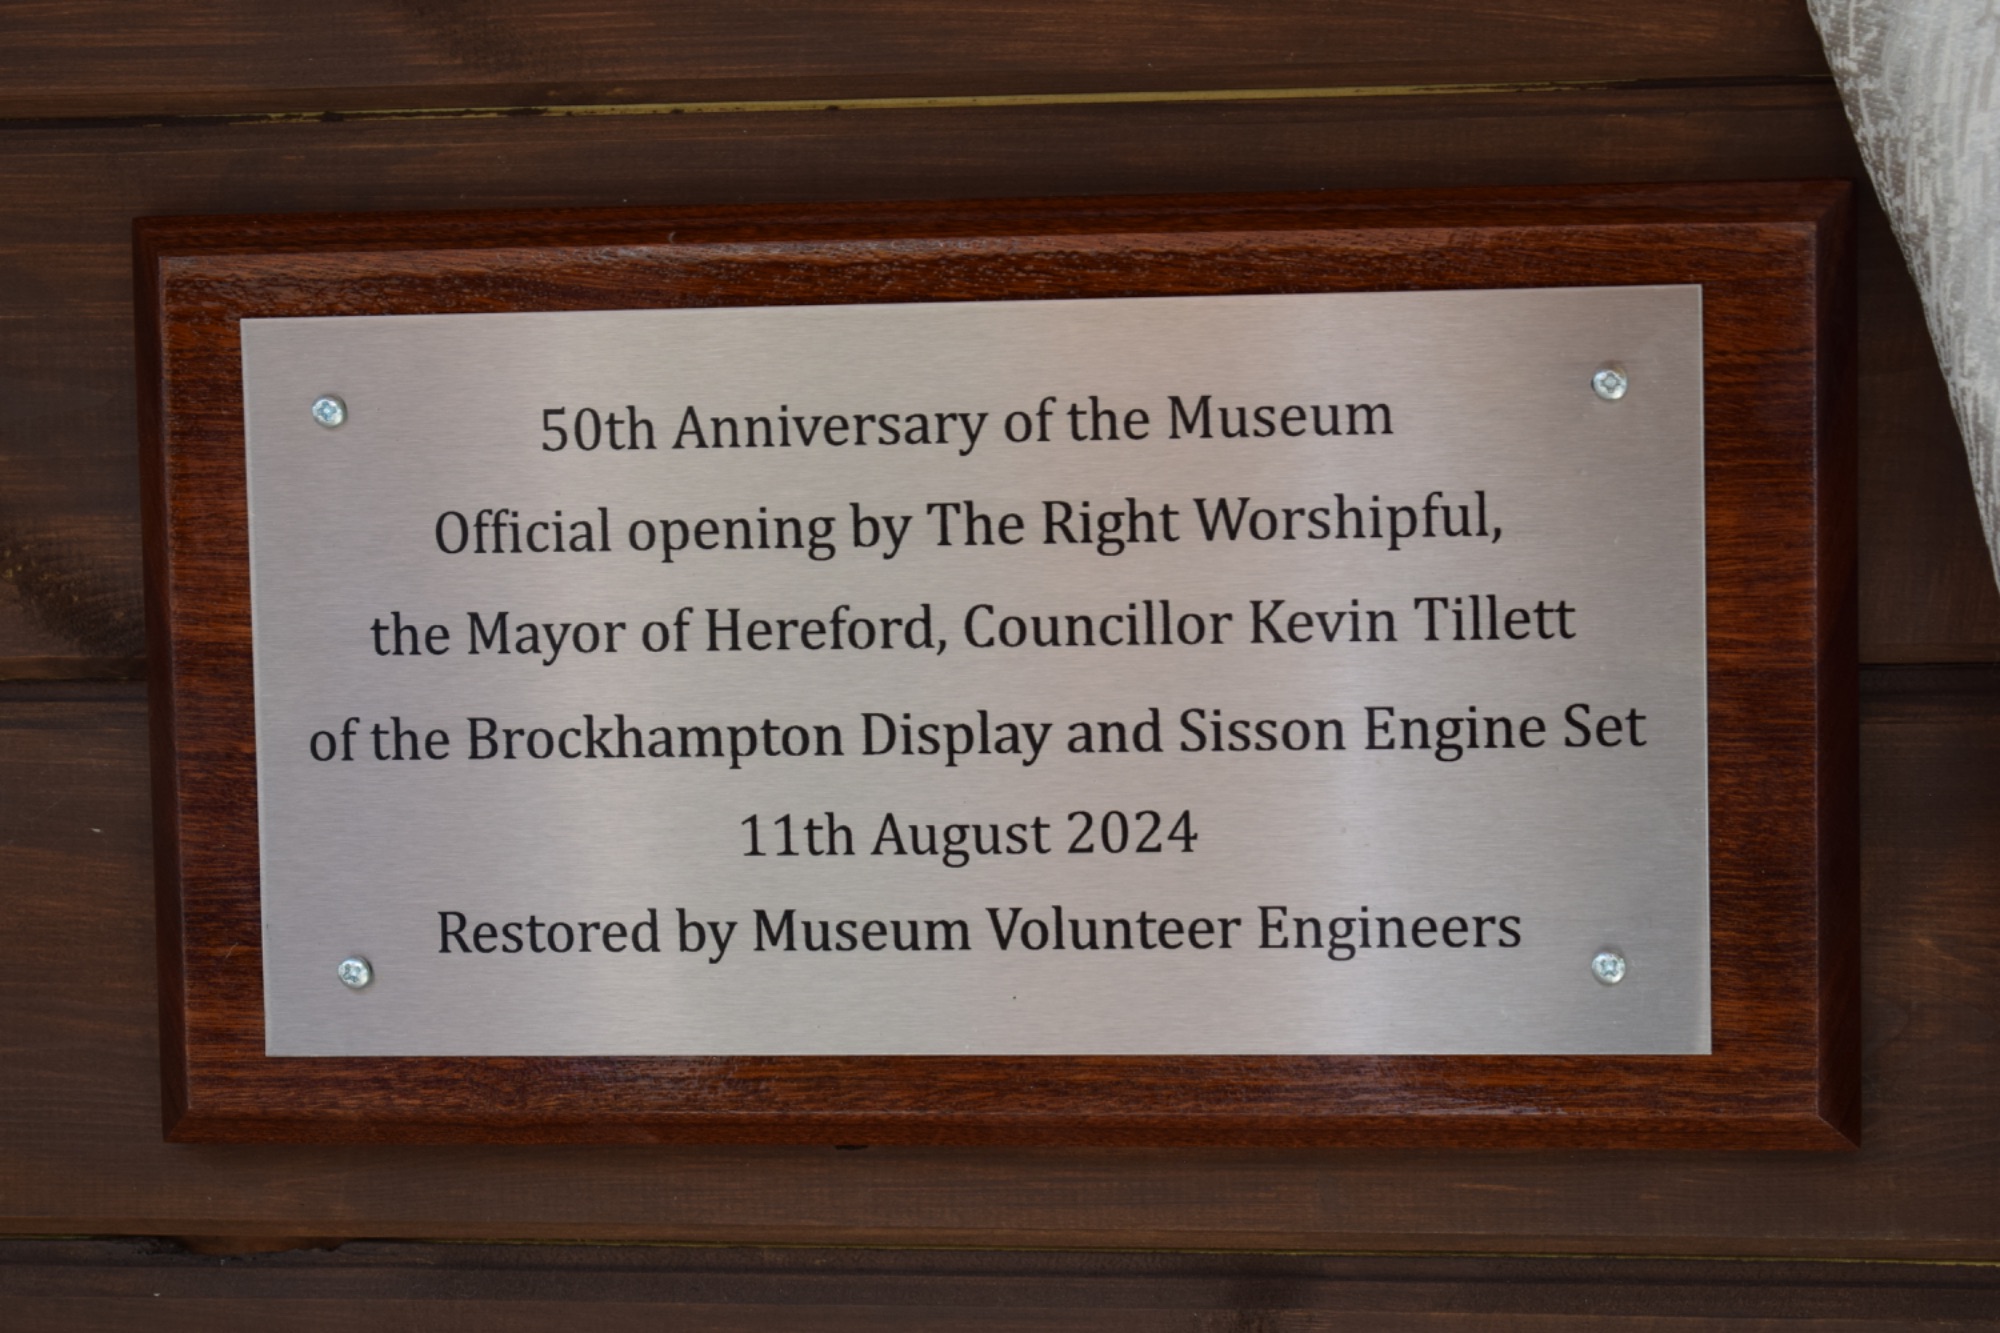 50th Anniversary of the Museum
Official opening by The Right Worshipful,
the Mayor of Hereford, Councillor Kevin Tillett
of the Brockhampton Display and Sisson Engine Set
11th August 2024
Restored by Museum Volunteer Engineers